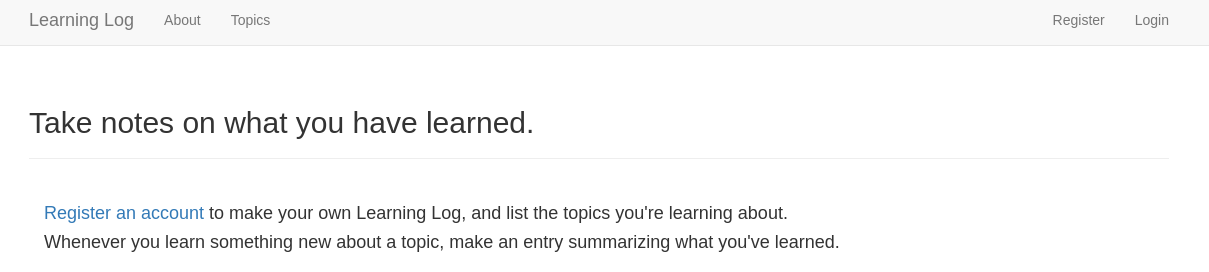 Learning Log About Topics Register Login
Take notes on what you have learned.
Register an account to make your own Learning Log, and list the topics you're learning about.
Whenever you learn something new about a topic, make an entry summarizing what you've learned.